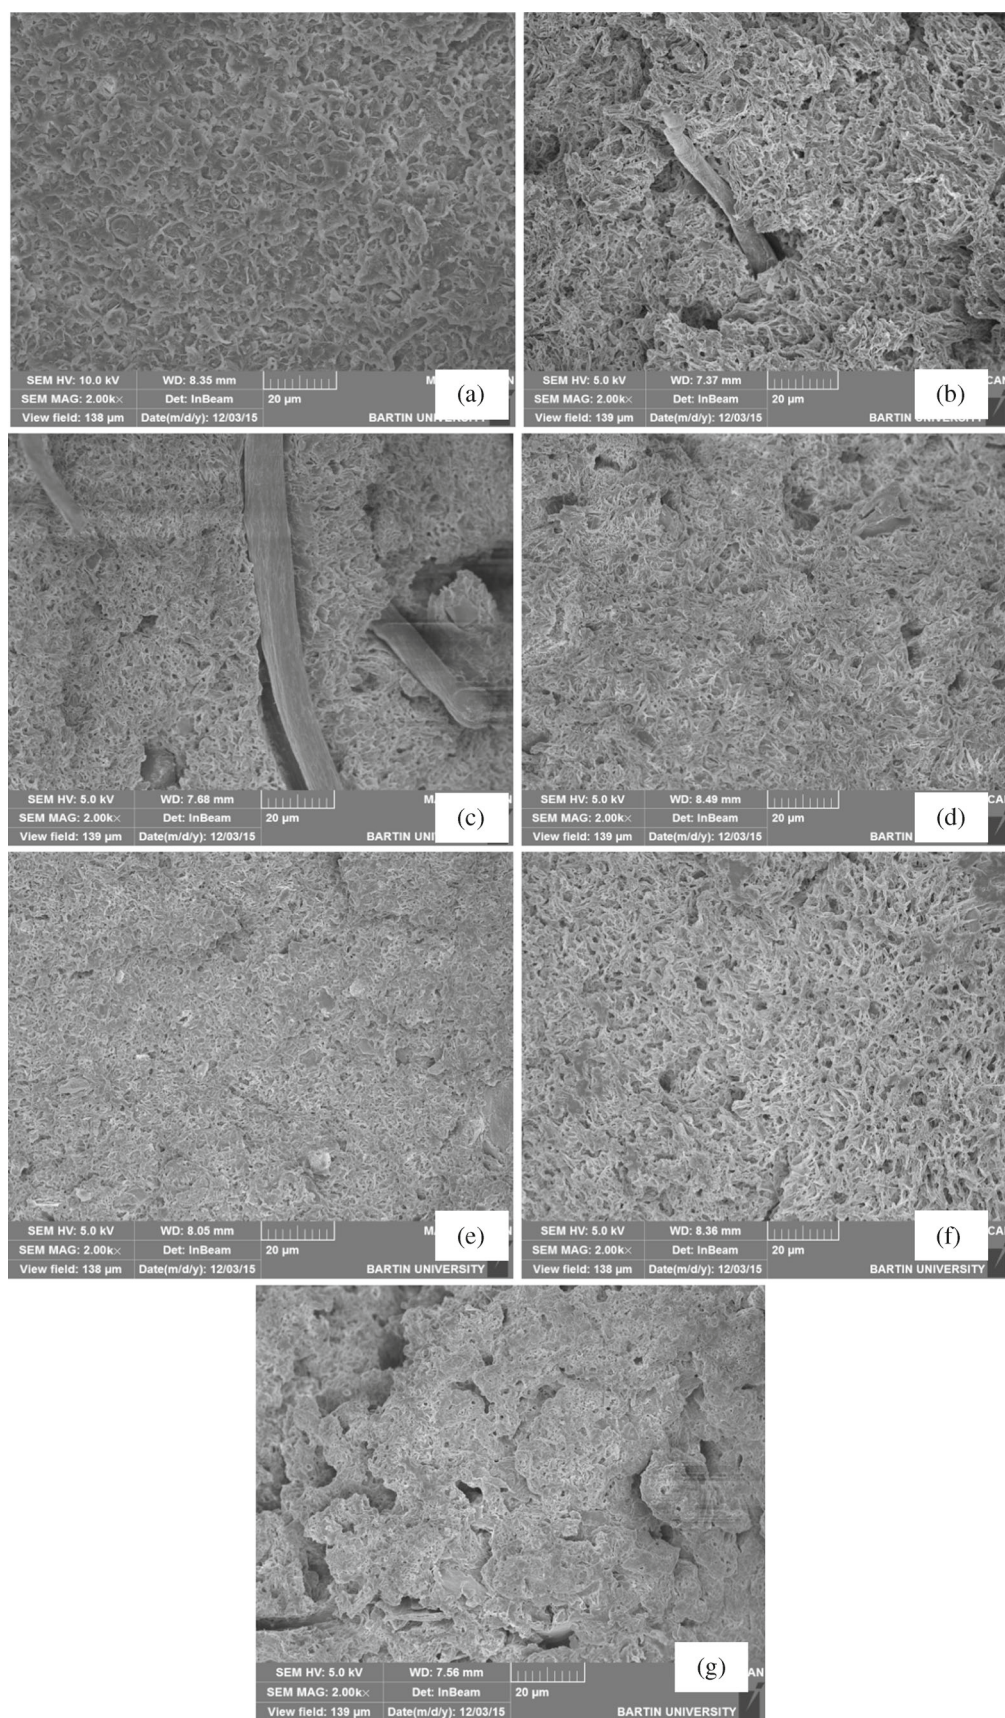 SEM HV: 10.0 kV WD: 8.35 mm
SEM MAG: 2.00k× Det: InBeam 20 µm
View field: 138 µm Date(m/d/y): 12/03/15 BARTIN UNIVERSITY
(a)
SEM HV: 5.0 kV WD: 7.37 mm
SEM MAG: 2.00k× Det: InBeam 20 µm
View field: 139 µm Date(m/d/y): 12/03/15 BARTIN UNIVERSITY
(b)
SEM HV: 5.0 kV WD: 7.68 mm
SEM MAG: 2.00k× Det: InBeam 20 µm
View field: 139 µm Date(m/d/y): 12/03/15 BARTIN UNI
(c)
SEM HV: 5.0 kV WD: 8.49 mm
SEM MAG: 2.00k× Det: InBeam 20 µm
View field: 139 µm Date(m/d/y): 12/03/15 BARTIN UNIVERSITY
(d)
SEM HV: 5.0 kV WD: 8.05 mm
SEM MAG: 2.00k× Det: InBeam 20 µm
View field: 138 µm Date(m/d/y): 12/03/15 BARTIN UNIVERSITY
(e)
SEM HV: 5.0 kV WD: 8.36 mm
SEM MAG: 2.00k× Det: InBeam 20 µm
View field: 138 µm Date(m/d/y): 12/03/15 BARTIN UNIVERSITY
(f)
SEM HV: 5.0 kV WD: 7.56 mm
SEM MAG: 2.00k× Det: InBeam 20 µm
View field: 139 µm Date(m/d/y): 12/03/15 BARTIN UNIVERSITY
(g)